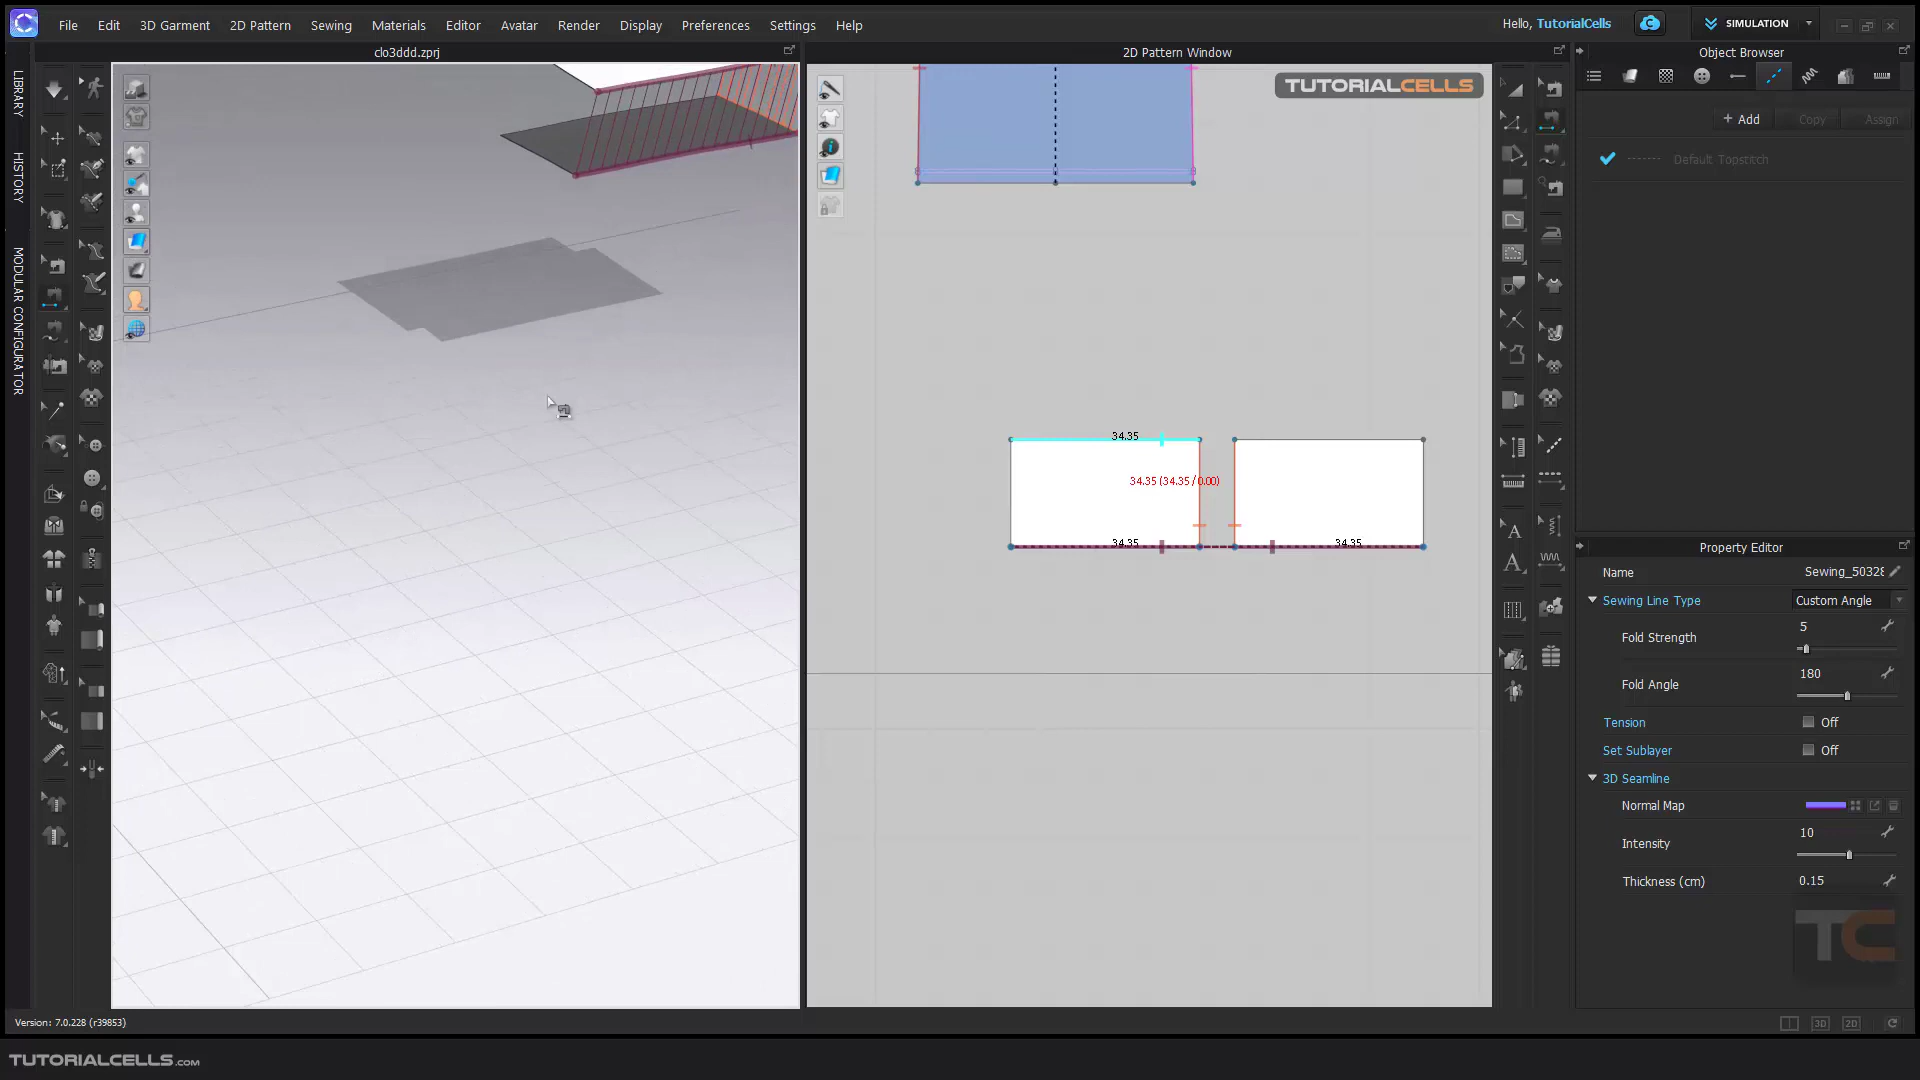 File Edit 3D Garment 2D Pattern Sewing Materials Editor Avatar Render Display Preferences Settings Help
Hello, TutorialCells
SIMULATION
clo3ddd.zprj
2D Pattern Window
Object Browser
LIBRARY
HISTORY
MODULAR CONFIGURATOR
TUTORIALCELLS
+ Add Copy Assign
Default Topstitch
34.35
34.35 (34.35 / 0.00)
34.35 34.35
A
A
Property Editor
Name Sewing_50328
Sewing Line Type Custom Angle
Fold Strength 5
Fold Angle 180
Tension Off
Set Sublayer Off
3D Seamline
Normal Map
Intensity 10
Thickness (cm) 0.15
TC
Version: 7.0.228 (r39853)
3D 2D
TUTORIALCELLS.com